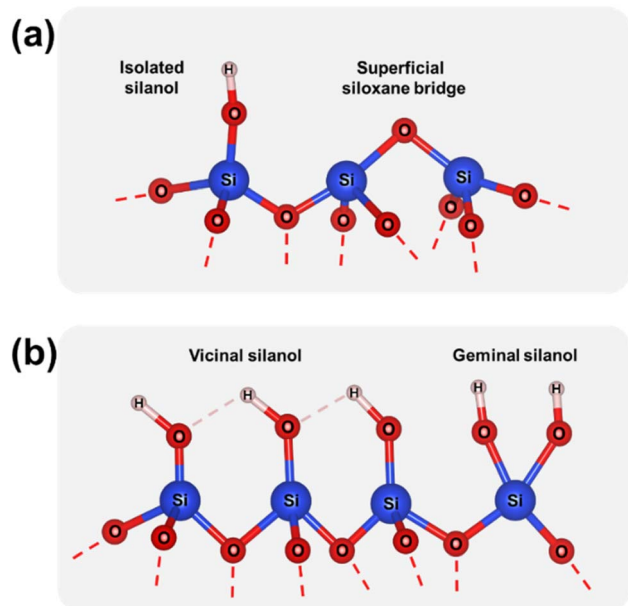 (a)
Isolated
silanol
Superficial
siloxane bridge
H
O
O
Si
Si
Si
O
O
O
O
O
O
O
O
(b)
Vicinal silanol
Geminal silanol
H
H
H
H
H
O
O
O
O
O
Si
Si
Si
Si
O
O
O
O
O
O
O
O